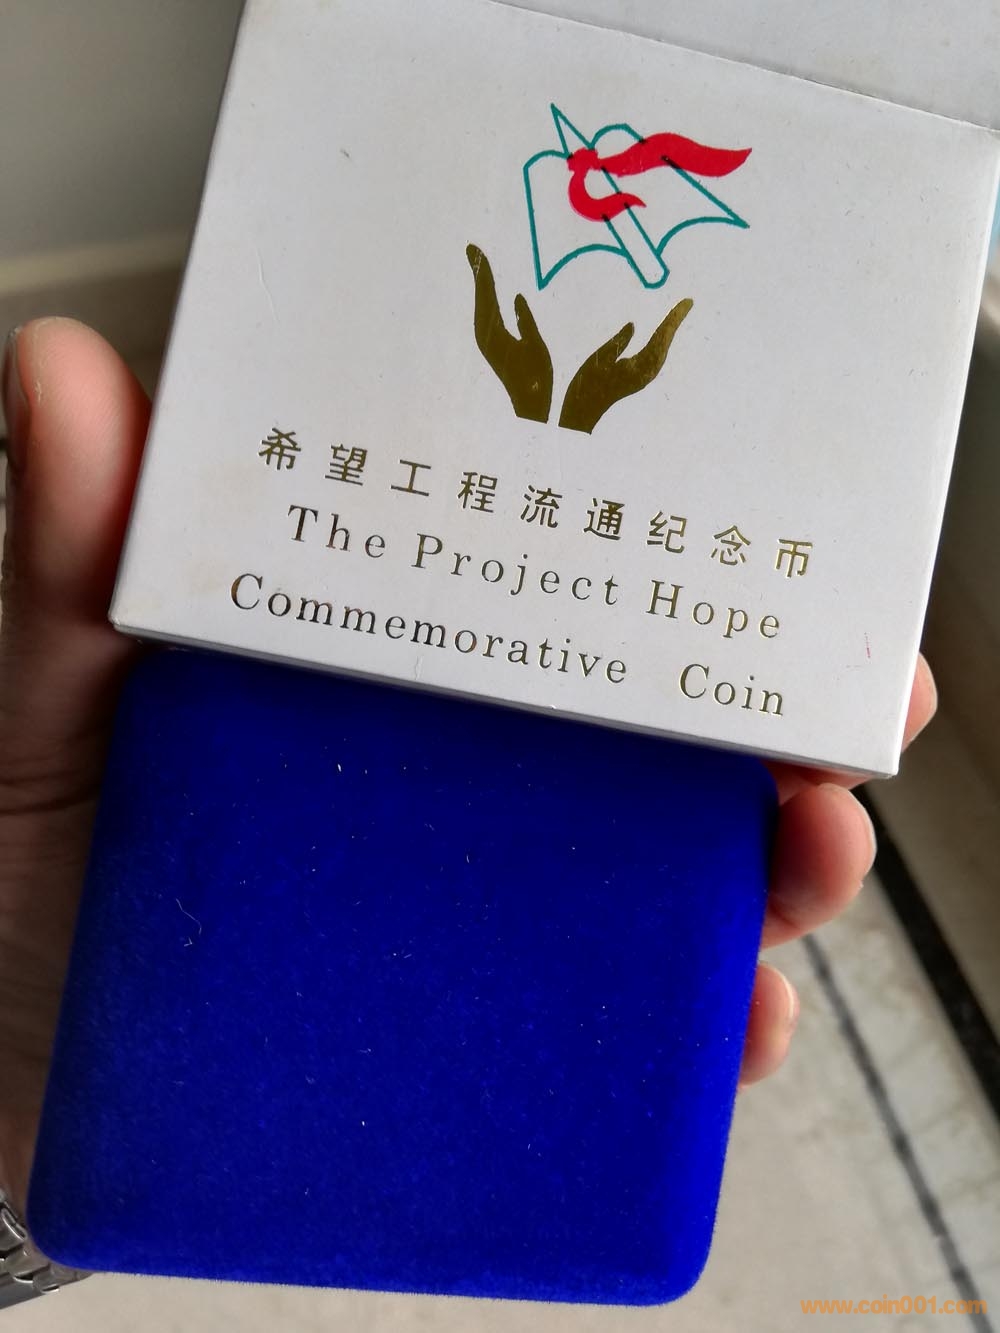 希望工程流通纪念币
The Project Hope
Commemorative Coin
www.coin001.com